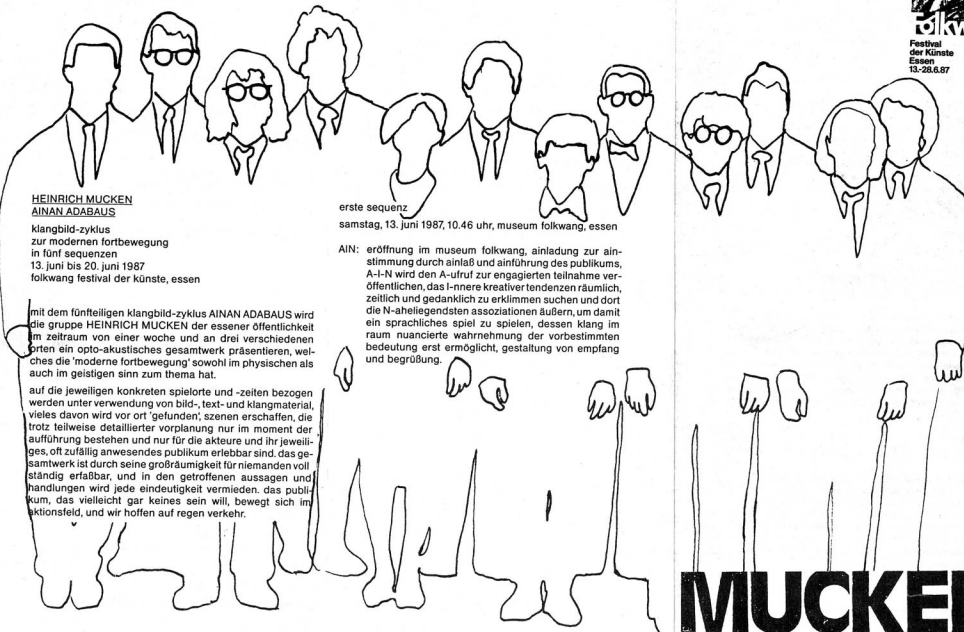 HEINRICH MUCKEN
AINAN ADABAUS
klangbild-zyklus
zur modernen fortbewegung
in fünf sequenzen
13. juni bis 20. juni 1987
folkwang festival der künste, essen
mit dem fünfteiligen klangbild-zyklus AINAN ADABAUS wird
die gruppe HEINRICH MUCKEN der essener öffentlichkeit
im zeitraum von einer woche und an drei verschiedenen
orten ein opto-akustisches gesamtwerk präsentieren, wel-
ches die 'moderne fortbewegung' sowohl im physischen als
auch im geistigen sinn zum thema hat.
auf die jeweiligen konkreten spielorte und -zeiten bezogen
werden unter verwendung von bild-, text- und klangmaterial,
vieles davon wird vor ort 'gefunden', szenen erschaffen, die
trotz teilweise detaillierter vorplanung nur im moment der
aufführung bestehen und nur für die akteure und ihr jeweili-
ges, oft zufällig anwesendes publikum erlebbar sind. das ge-
samtwerk ist durch seine großräumigkeit für niemanden voll
ständig erfaßbar, und in den getroffenen aussagen und
handlungen wird jede eindeutigkeit vermieden. das publi-
kum, das vielleicht gar keines sein will, bewegt sich im
aktionsfeld, und wir hoffen auf regen verkehr.
erste sequenz
samstag, 13. juni 1987, 10.46 uhr, museum folkwang, essen
AIN: eröffnung im museum folkwang, ainladung zur ain-
stimmung durch ainlaß und ainführung des publikums,
A-I-N wird den A-ufruf zur engagierten teilnahme ver-
öffentlichen, das I-nnere kreativer tendenzen räumlich,
zeitlich und gedanklich zu erklimmen suchen und dort
die N-aheliegendsten assoziationen äußern, um damit
ein sprachliches spiel zu spielen, dessen klang im
raum nuancierte wahrnehmung der vorbestimmten
bedeutung erst ermöglicht, gestaltung von empfang
und begrüßung.
Folkw
Festival
der Künste
Essen
13.-28.6.87
MUCKE